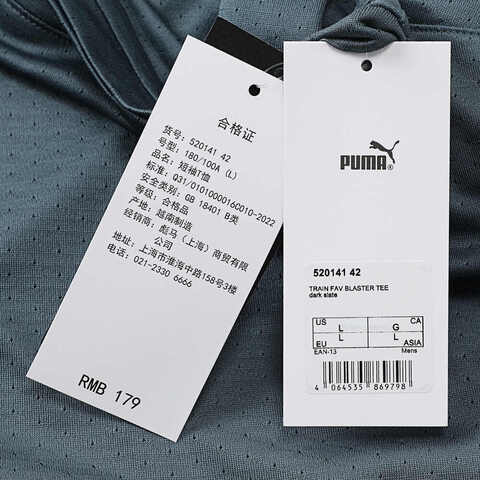 合格证
货号: 520141 42
号型: 180/100A (L)
品名: 短袖T恤
标准: Q31/0101000160010-2022
安全类别: GB 18401 B类
等级: 合格品
产地: 越南制造
经销商: 彪马（上海）商贸有限
公司
地址: 上海市淮海中路158号3楼
电话: 021-2330 6666
RMB 179
PUMA®
520141 42
TRAIN FAV BLASTER TEE
dark slate
US L G CA
EU L L ASIA
EAN-13 Mens
4 064535 869798